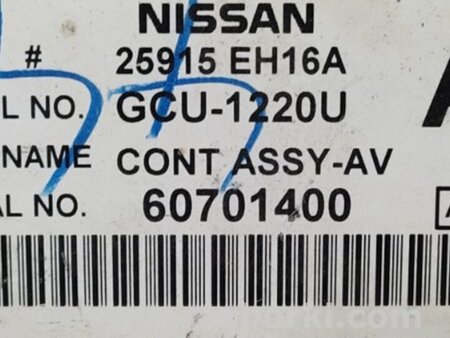 NISSAN
# 25915 EH16A
L NO. GCU-1220U
NAME CONT ASSY-AV
AL NO. 60701400
A